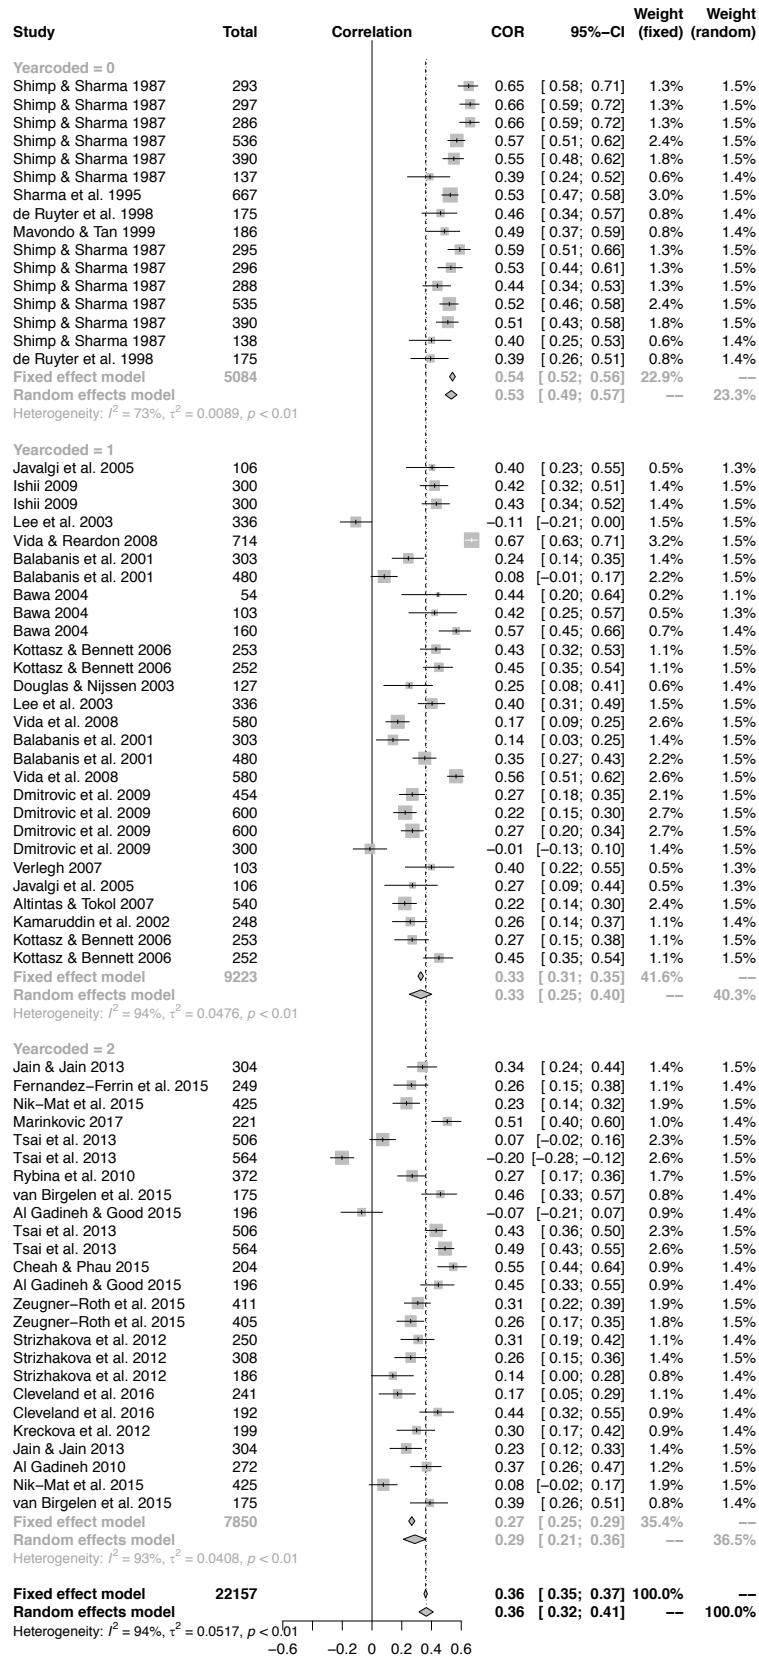 Weight Weight
Study Total Correlation COR 95%−CI (fixed) (random)
Yearcoded = 0
Shimp & Sharma 1987 293 0.65 [ 0.58; 0.71] 1.3% 1.5%
Shimp & Sharma 1987 297 0.66 [ 0.59; 0.72] 1.3% 1.5%
Shimp & Sharma 1987 286 0.66 [ 0.59; 0.72] 1.3% 1.5%
Shimp & Sharma 1987 536 0.57 [ 0.51; 0.62] 2.4% 1.5%
Shimp & Sharma 1987 390 0.55 [ 0.48; 0.62] 1.8% 1.5%
Shimp & Sharma 1987 137 0.39 [ 0.24; 0.52] 0.6% 1.4%
Sharma et al. 1995 667 0.53 [ 0.47; 0.58] 3.0% 1.5%
de Ruyter et al. 1998 175 0.46 [ 0.34; 0.57] 0.8% 1.4%
Mavondo & Tan 1999 186 0.49 [ 0.37; 0.59] 0.8% 1.4%
Shimp & Sharma 1987 295 0.59 [ 0.51; 0.66] 1.3% 1.5%
Shimp & Sharma 1987 296 0.53 [ 0.44; 0.61] 1.3% 1.5%
Shimp & Sharma 1987 288 0.44 [ 0.34; 0.53] 1.3% 1.5%
Shimp & Sharma 1987 535 0.52 [ 0.46; 0.58] 2.4% 1.5%
Shimp & Sharma 1987 390 0.51 [ 0.43; 0.58] 1.8% 1.5%
Shimp & Sharma 1987 138 0.40 [ 0.25; 0.53] 0.6% 1.4%
de Ruyter et al. 1998 175 0.39 [ 0.26; 0.51] 0.8% 1.4%
Fixed effect model 5084 0.54 [ 0.52; 0.56] 22.9% −−
Random effects model 0.53 [ 0.49; 0.57] −− 23.3%
Heterogeneity: I² = 73%, τ² = 0.0089, p < 0.01
Yearcoded = 1
Javalgi et al. 2005 106 0.40 [ 0.23; 0.55] 0.5% 1.3%
Ishii 2009 300 0.42 [ 0.32; 0.51] 1.4% 1.5%
Ishii 2009 300 0.43 [ 0.34; 0.52] 1.4% 1.5%
Lee et al. 2003 336 −0.11 [−0.21; 0.00] 1.5% 1.5%
Vida & Reardon 2008 714 0.67 [ 0.63; 0.71] 3.2% 1.5%
Balabanis et al. 2001 303 0.24 [ 0.14; 0.35] 1.4% 1.5%
Balabanis et al. 2001 480 0.08 [−0.01; 0.17] 2.2% 1.5%
Bawa 2004 54 0.44 [ 0.20; 0.64] 0.2% 1.1%
Bawa 2004 103 0.42 [ 0.25; 0.57] 0.5% 1.3%
Bawa 2004 160 0.57 [ 0.45; 0.66] 0.7% 1.4%
Kottasz & Bennett 2006 253 0.43 [ 0.32; 0.53] 1.1% 1.5%
Kottasz & Bennett 2006 252 0.45 [ 0.35; 0.54] 1.1% 1.5%
Douglas & Nijssen 2003 127 0.25 [ 0.08; 0.41] 0.6% 1.4%
Lee et al. 2003 336 0.40 [ 0.31; 0.49] 1.5% 1.5%
Vida et al. 2008 580 0.17 [ 0.09; 0.25] 2.6% 1.5%
Balabanis et al. 2001 303 0.14 [ 0.03; 0.25] 1.4% 1.5%
Balabanis et al. 2001 480 0.35 [ 0.27; 0.43] 2.2% 1.5%
Vida et al. 2008 580 0.56 [ 0.51; 0.62] 2.6% 1.5%
Dmitrovic et al. 2009 454 0.27 [ 0.18; 0.35] 2.1% 1.5%
Dmitrovic et al. 2009 600 0.22 [ 0.15; 0.30] 2.7% 1.5%
Dmitrovic et al. 2009 600 0.27 [ 0.20; 0.34] 2.7% 1.5%
Dmitrovic et al. 2009 300 −0.01 [−0.13; 0.10] 1.4% 1.5%
Verlegh 2007 103 0.40 [ 0.22; 0.55] 0.5% 1.3%
Javalgi et al. 2005 106 0.27 [ 0.09; 0.44] 0.5% 1.3%
Altintas & Tokol 2007 540 0.22 [ 0.14; 0.30] 2.4% 1.5%
Kamaruddin et al. 2002 248 0.26 [ 0.14; 0.37] 1.1% 1.4%
Kottasz & Bennett 2006 253 0.27 [ 0.15; 0.38] 1.1% 1.5%
Kottasz & Bennett 2006 252 0.45 [ 0.35; 0.54] 1.1% 1.5%
Fixed effect model 9223 0.33 [ 0.31; 0.35] 41.6% −−
Random effects model 0.33 [ 0.25; 0.40] −− 40.3%
Heterogeneity: I² = 94%, τ² = 0.0476, p < 0.01
Yearcoded = 2
Jain & Jain 2013 304 0.34 [ 0.24; 0.44] 1.4% 1.5%
Fernandez−Ferrin et al. 2015 249 0.26 [ 0.15; 0.38] 1.1% 1.4%
Nik−Mat et al. 2015 425 0.23 [ 0.14; 0.32] 1.9% 1.5%
Marinkovic 2017 221 0.51 [ 0.40; 0.60] 1.0% 1.4%
Tsai et al. 2013 506 0.07 [−0.02; 0.16] 2.3% 1.5%
Tsai et al. 2013 564 −0.20 [−0.28; −0.12] 2.6% 1.5%
Rybina et al. 2010 372 0.27 [ 0.17; 0.36] 1.7% 1.5%
van Birgelen et al. 2015 175 0.46 [ 0.33; 0.57] 0.8% 1.4%
Al Gadineh & Good 2015 196 −0.07 [−0.21; 0.07] 0.9% 1.4%
Tsai et al. 2013 506 0.43 [ 0.36; 0.50] 2.3% 1.5%
Tsai et al. 2013 564 0.49 [ 0.43; 0.55] 2.6% 1.5%
Cheah & Phau 2015 204 0.55 [ 0.44; 0.64] 0.9% 1.4%
Al Gadineh & Good 2015 196 0.45 [ 0.33; 0.55] 0.9% 1.4%
Zeugner−Roth et al. 2015 411 0.31 [ 0.22; 0.39] 1.9% 1.5%
Zeugner−Roth et al. 2015 405 0.26 [ 0.17; 0.35] 1.8% 1.5%
Strizhakova et al. 2012 250 0.31 [ 0.19; 0.42] 1.1% 1.4%
Strizhakova et al. 2012 308 0.26 [ 0.15; 0.36] 1.4% 1.5%
Strizhakova et al. 2012 186 0.14 [ 0.00; 0.28] 0.8% 1.4%
Cleveland et al. 2016 241 0.17 [ 0.05; 0.29] 1.1% 1.4%
Cleveland et al. 2016 192 0.44 [ 0.32; 0.55] 0.9% 1.4%
Kreckova et al. 2012 199 0.30 [ 0.17; 0.42] 0.9% 1.4%
Jain & Jain 2013 304 0.23 [ 0.12; 0.33] 1.4% 1.5%
Al Gadineh 2010 272 0.37 [ 0.26; 0.47] 1.2% 1.5%
Nik−Mat et al. 2015 425 0.08 [−0.02; 0.17] 1.9% 1.5%
van Birgelen et al. 2015 175 0.39 [ 0.26; 0.51] 0.8% 1.4%
Fixed effect model 7850 0.27 [ 0.25; 0.29] 35.4% −−
Random effects model 0.29 [ 0.21; 0.36] −− 36.5%
Heterogeneity: I² = 93%, τ² = 0.0408, p < 0.01
Fixed effect model 22157 0.36 [ 0.35; 0.37] 100.0% −−
Random effects model 0.36 [ 0.32; 0.41] −− 100.0%
Heterogeneity: I² = 94%, τ² = 0.0517, p < 0.01
−0.6 −0.2 0 0.2 0.4 0.6